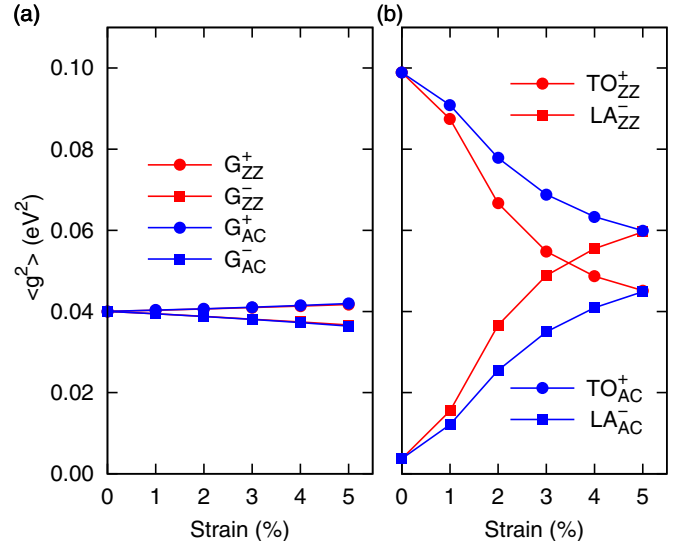 (a)
(b)
<g²> (eV²)
0.10
0.08
0.06
0.04
0.02
0.00
G⁺ZZ
G⁻ZZ
G⁺AC
G⁻AC
TO⁺ZZ
LA⁻ZZ
TO⁺AC
LA⁻AC
0 1 2 3 4 5
0 1 2 3 4 5
Strain (%)
Strain (%)